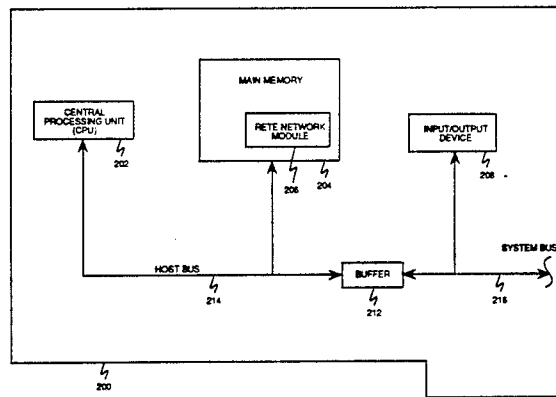 MAIN MEMORY
CENTRAL
PROCESSING UNIT
(CPU)
202
RETE NETWORK
MODULE
206
204
INPUT/OUTPUT
DEVICE
208
SYSTEM BUS
HOST BUS
214
BUFFER
212
216
200